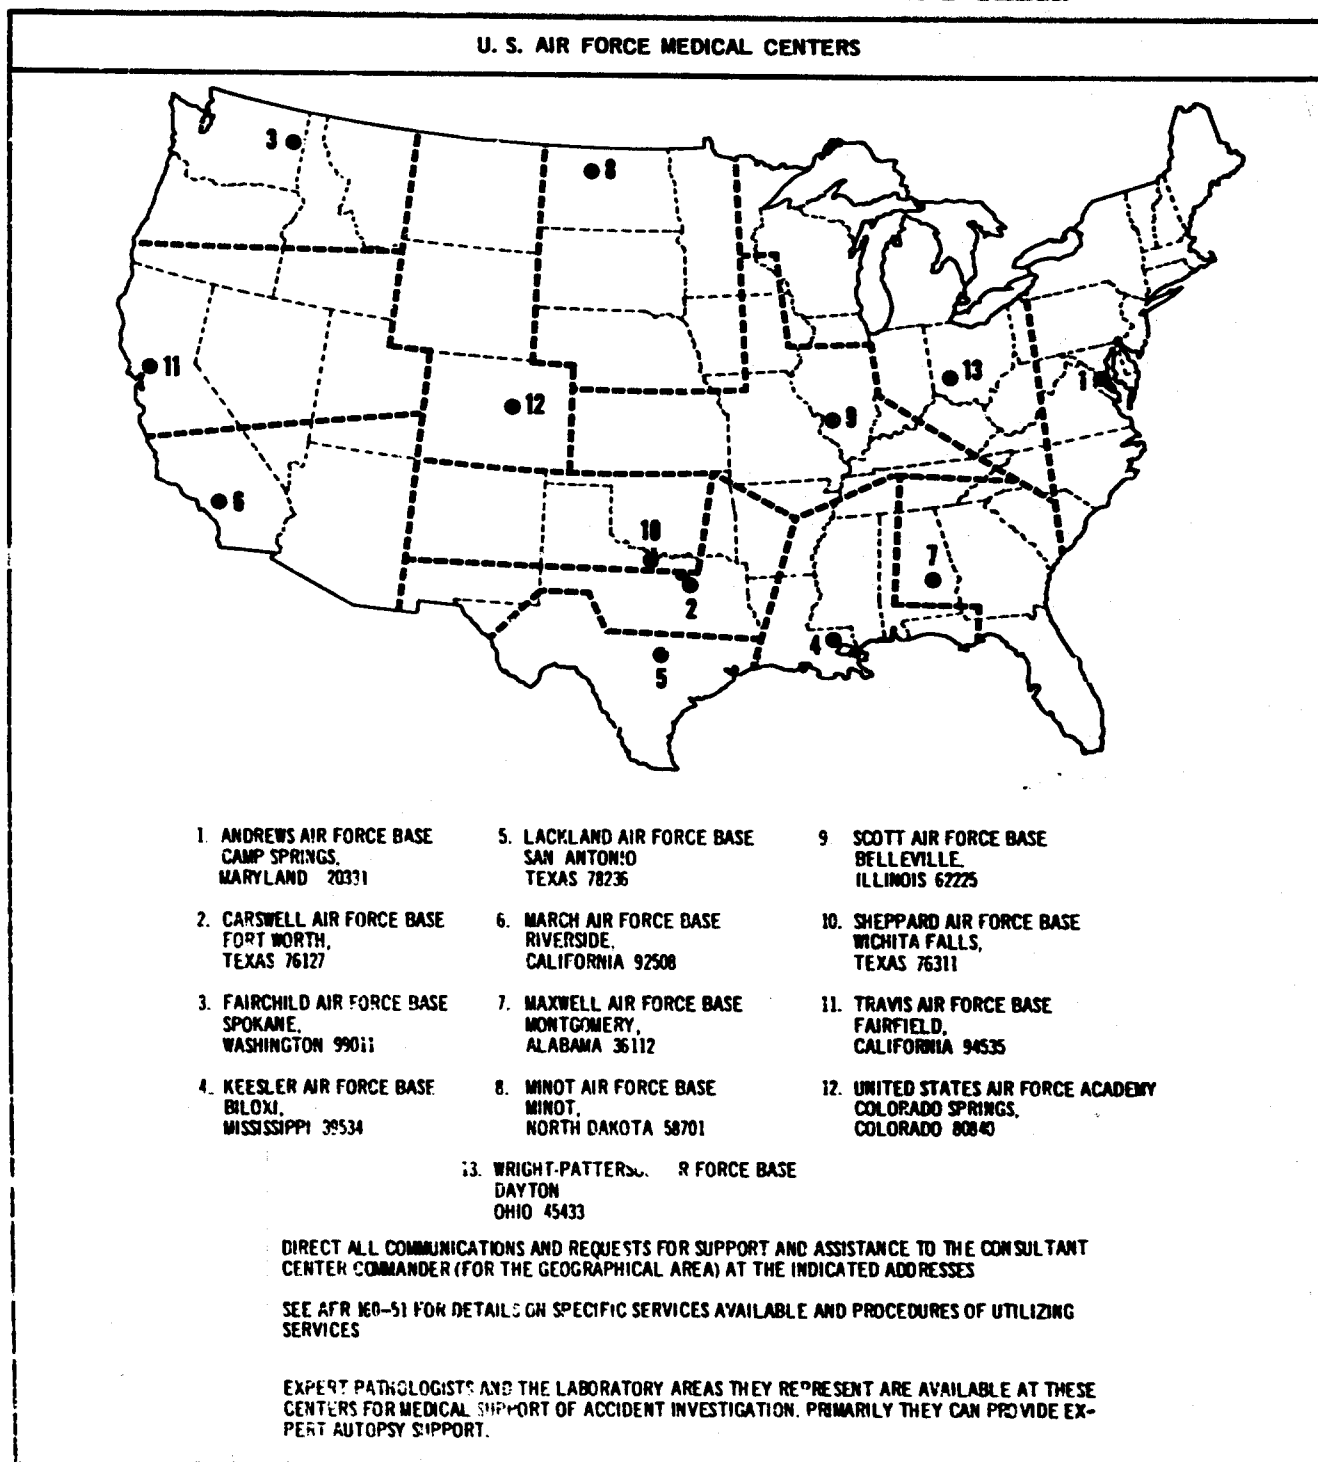 U. S. AIR FORCE MEDICAL CENTERS
3
8
11
12
13
1
9
6
10
7
2
4
5
1. ANDREWS AIR FORCE BASE
CAMP SPRINGS,
MARYLAND 20331
2. CARSWELL AIR FORCE BASE
FORT WORTH,
TEXAS 76127
3. FAIRCHILD AIR FORCE BASE
SPOKANE,
WASHINGTON 99011
4. KEESLER AIR FORCE BASE
BILOXI,
MISSISSIPPI 39534
5. LACKLAND AIR FORCE BASE
SAN ANTONIO
TEXAS 78236
6. MARCH AIR FORCE BASE
RIVERSIDE,
CALIFORNIA 92508
7. MAXWELL AIR FORCE BASE
MONTGOMERY,
ALABAMA 36112
8. MINOT AIR FORCE BASE
MINOT,
NORTH DAKOTA 58701
9 SCOTT AIR FORCE BASE
BELLEVILLE,
ILLINOIS 62225
10. SHEPPARD AIR FORCE BASE
WICHITA FALLS,
TEXAS 76311
11. TRAVIS AIR FORCE BASE
FAIRFIELD,
CALIFORNIA 94535
12. UNITED STATES AIR FORCE ACADEMY
COLORADO SPRINGS,
COLORADO 80840
13. R FORCE BASE
DAYTON
OHIO 45433
DIRECT ALL COMMUNICATIONS AND REQUESTS FOR SUPPORT AND ASSISTANCE TO THE CONSULTANT
CENTER COMMANDER (FOR THE GEOGRAPHICAL AREA) AT THE INDICATED ADDRESSES
SEE AFR 160-51 FOR DETAILS ON SPECIFIC SERVICES AVAILABLE AND PROCEDURES OF UTILIZING
SERVICES
EXPERT PATHOLOGISTS AND THE LABORATORY AREAS THEY REPRESENT ARE AVAILABLE AT THESE
CENTERS FOR MEDICAL SUPPORT OF ACCIDENT INVESTIGATION. PRIMARILY THEY CAN PROVIDE EX-
PERT AUTOPSY SUPPORT.